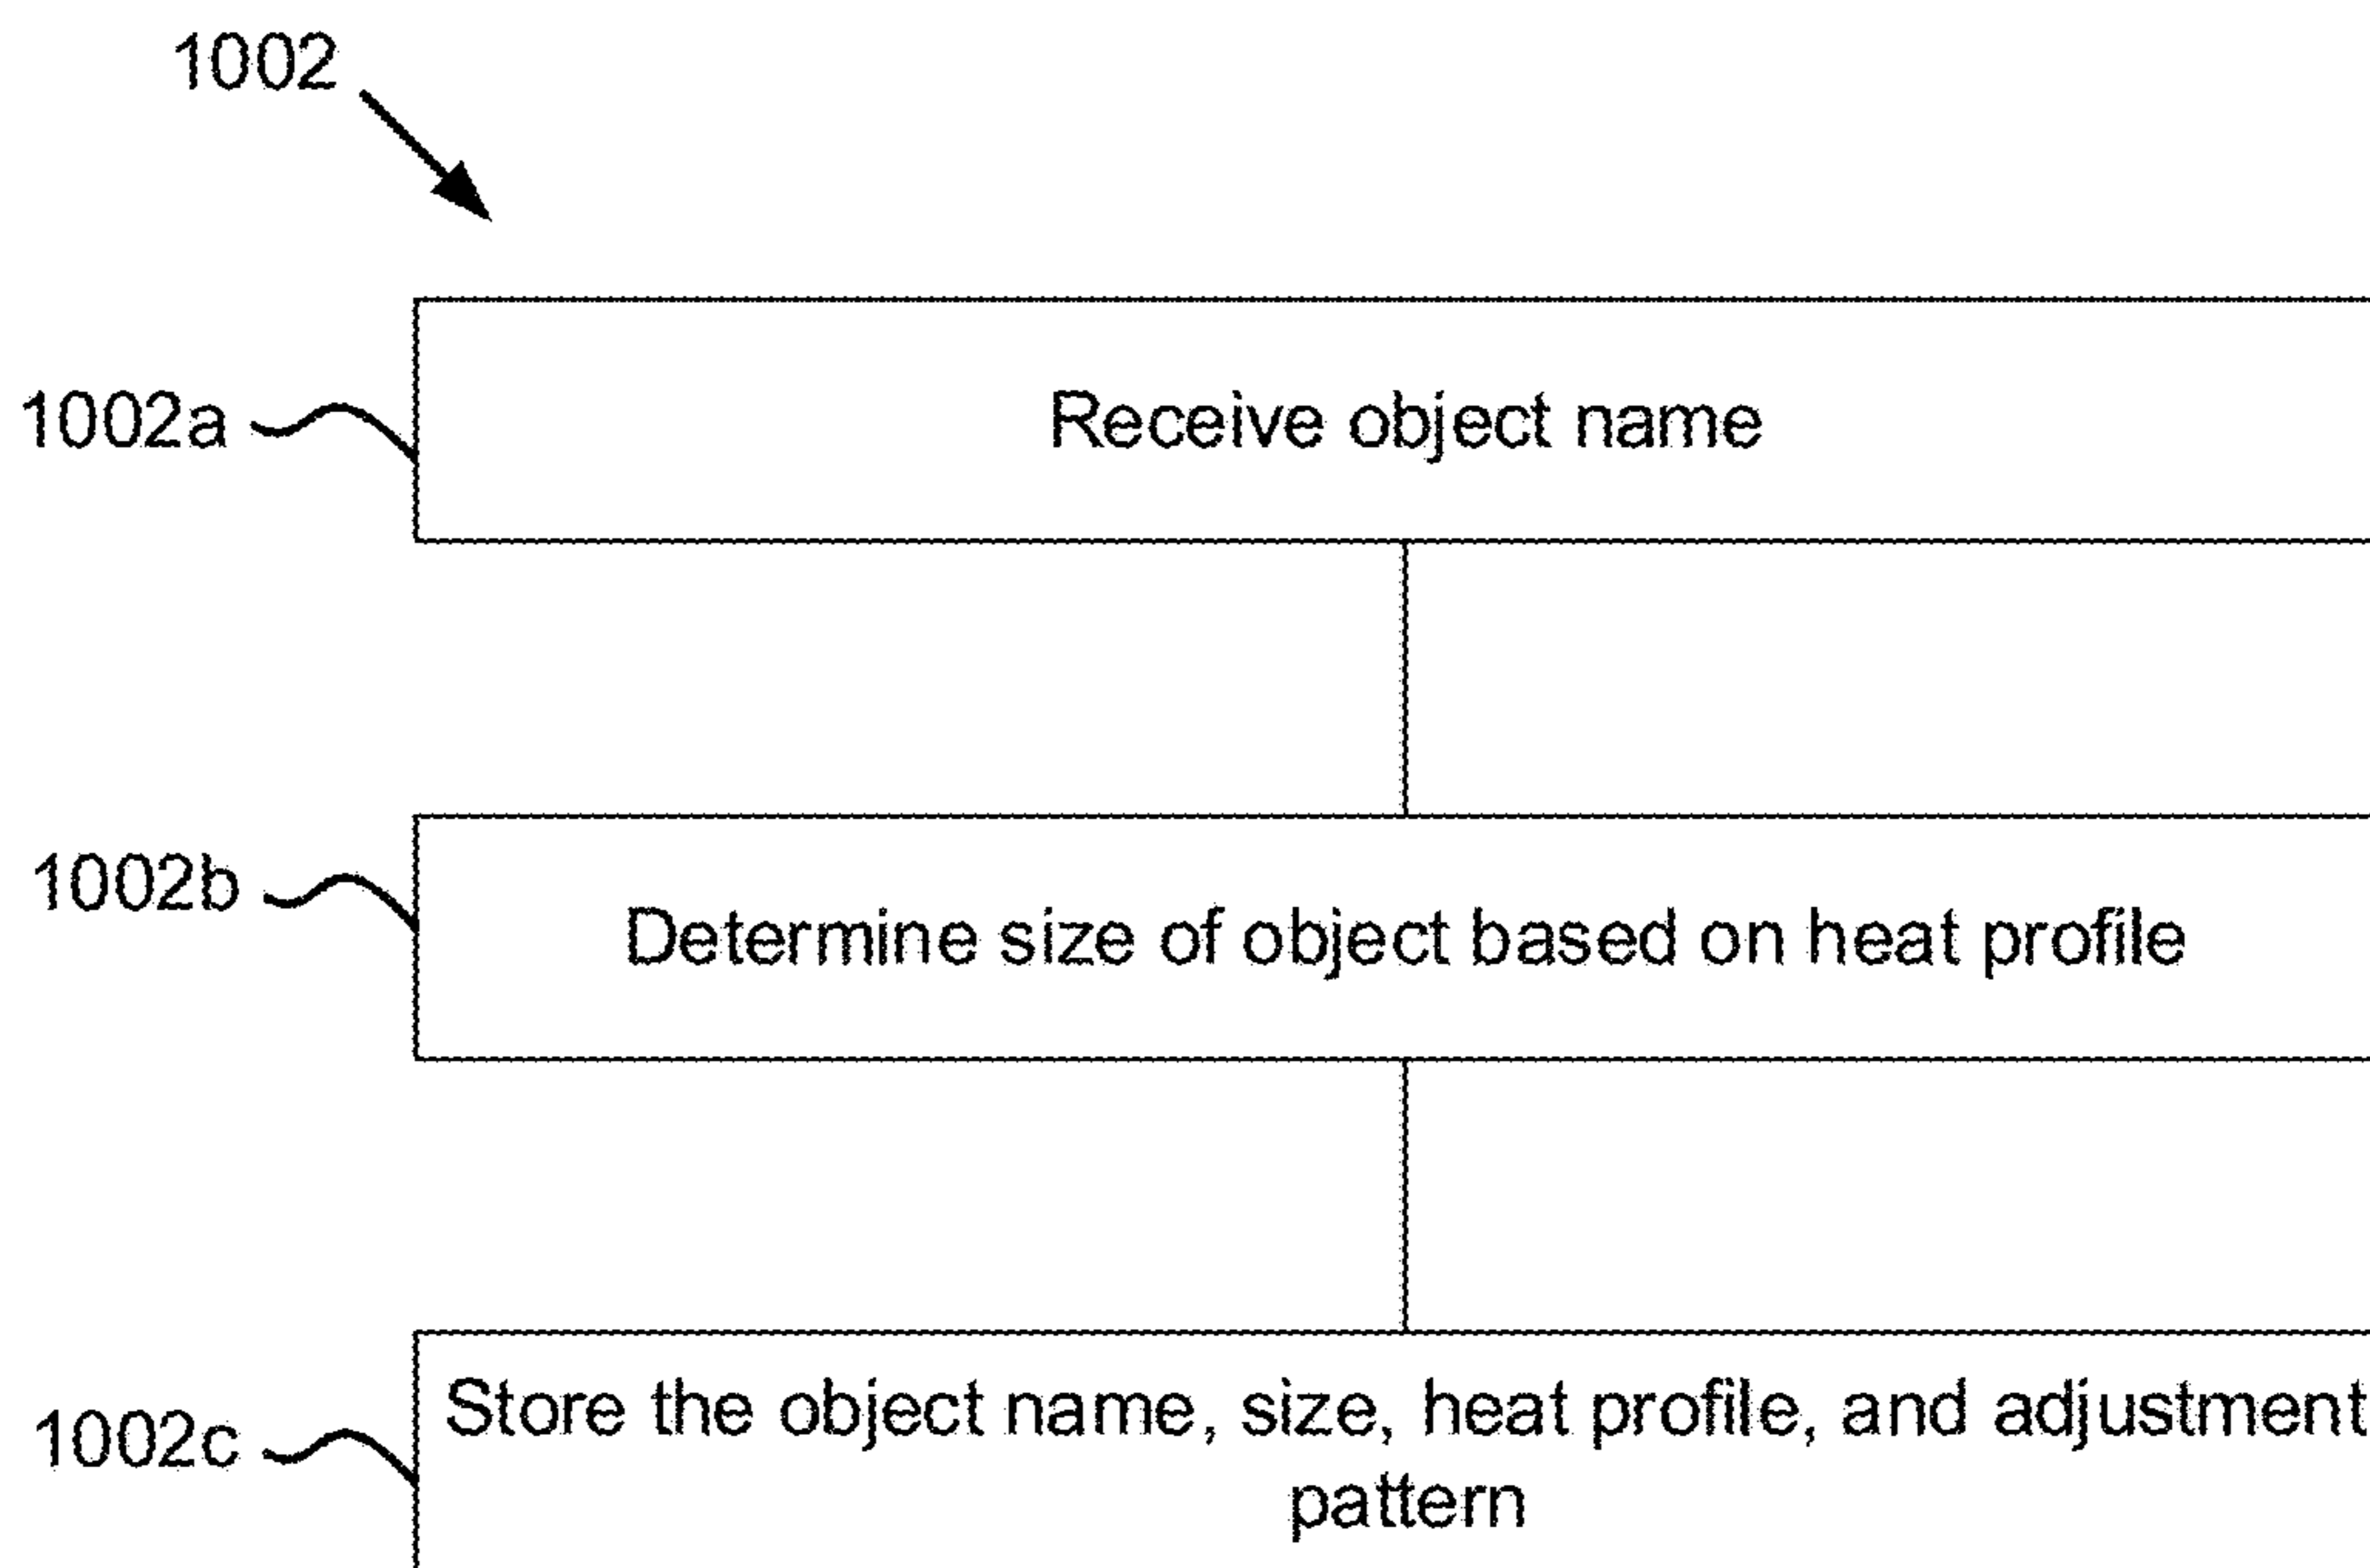 1002
1002a
Receive object name
1002b
Determine size of object based on heat profile
1002c
Store the object name, size, heat profile, and adjustment
pattern